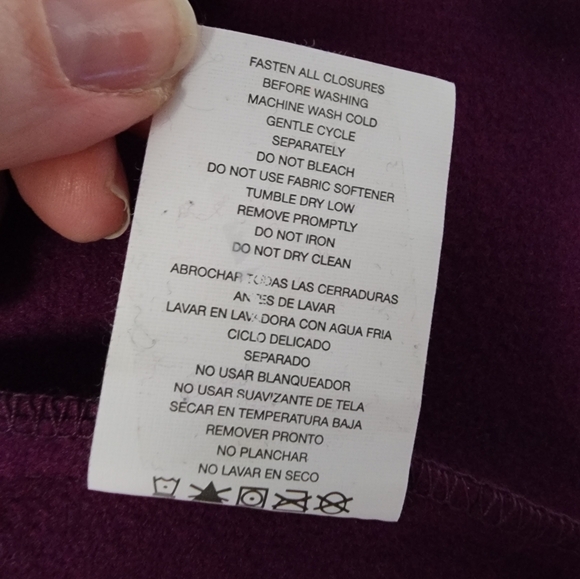 FASTEN ALL CLOSURES
BEFORE WASHING
MACHINE WASH COLD
GENTLE CYCLE
SEPARATELY
DO NOT BLEACH
DO NOT USE FABRIC SOFTENER
TUMBLE DRY LOW
REMOVE PROMPTLY
DO NOT IRON
DO NOT DRY CLEAN
ABROCHAR TODAS LAS CERRADURAS
ANTES DE LAVAR
LAVAR EN LAVADORA CON AGUA FRIA
CICLO DELICADO
SEPARADO
NO USAR BLANQUEADOR
NO USAR SUAVIZANTE DE TELA
SECAR EN TEMPERATURA BAJA
REMOVER PRONTO
NO PLANCHAR
NO LAVAR EN SECO